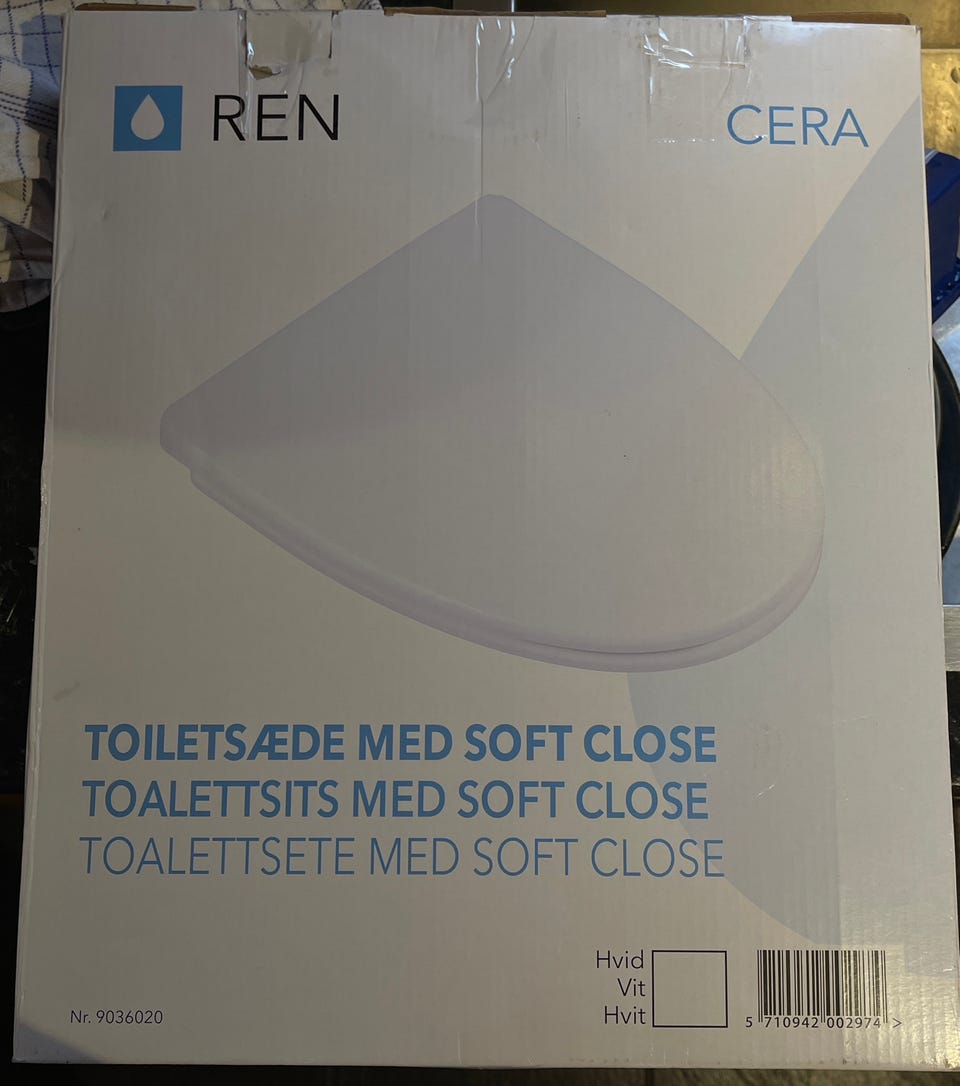 REN
CERA
TOILETSÆDE MED SOFT CLOSE
TOALETTSITS MED SOFT CLOSE
TOALETTSETE MED SOFT CLOSE
Hvid
Vit
Hvit
Nr. 9036020
5 710942 002974 >